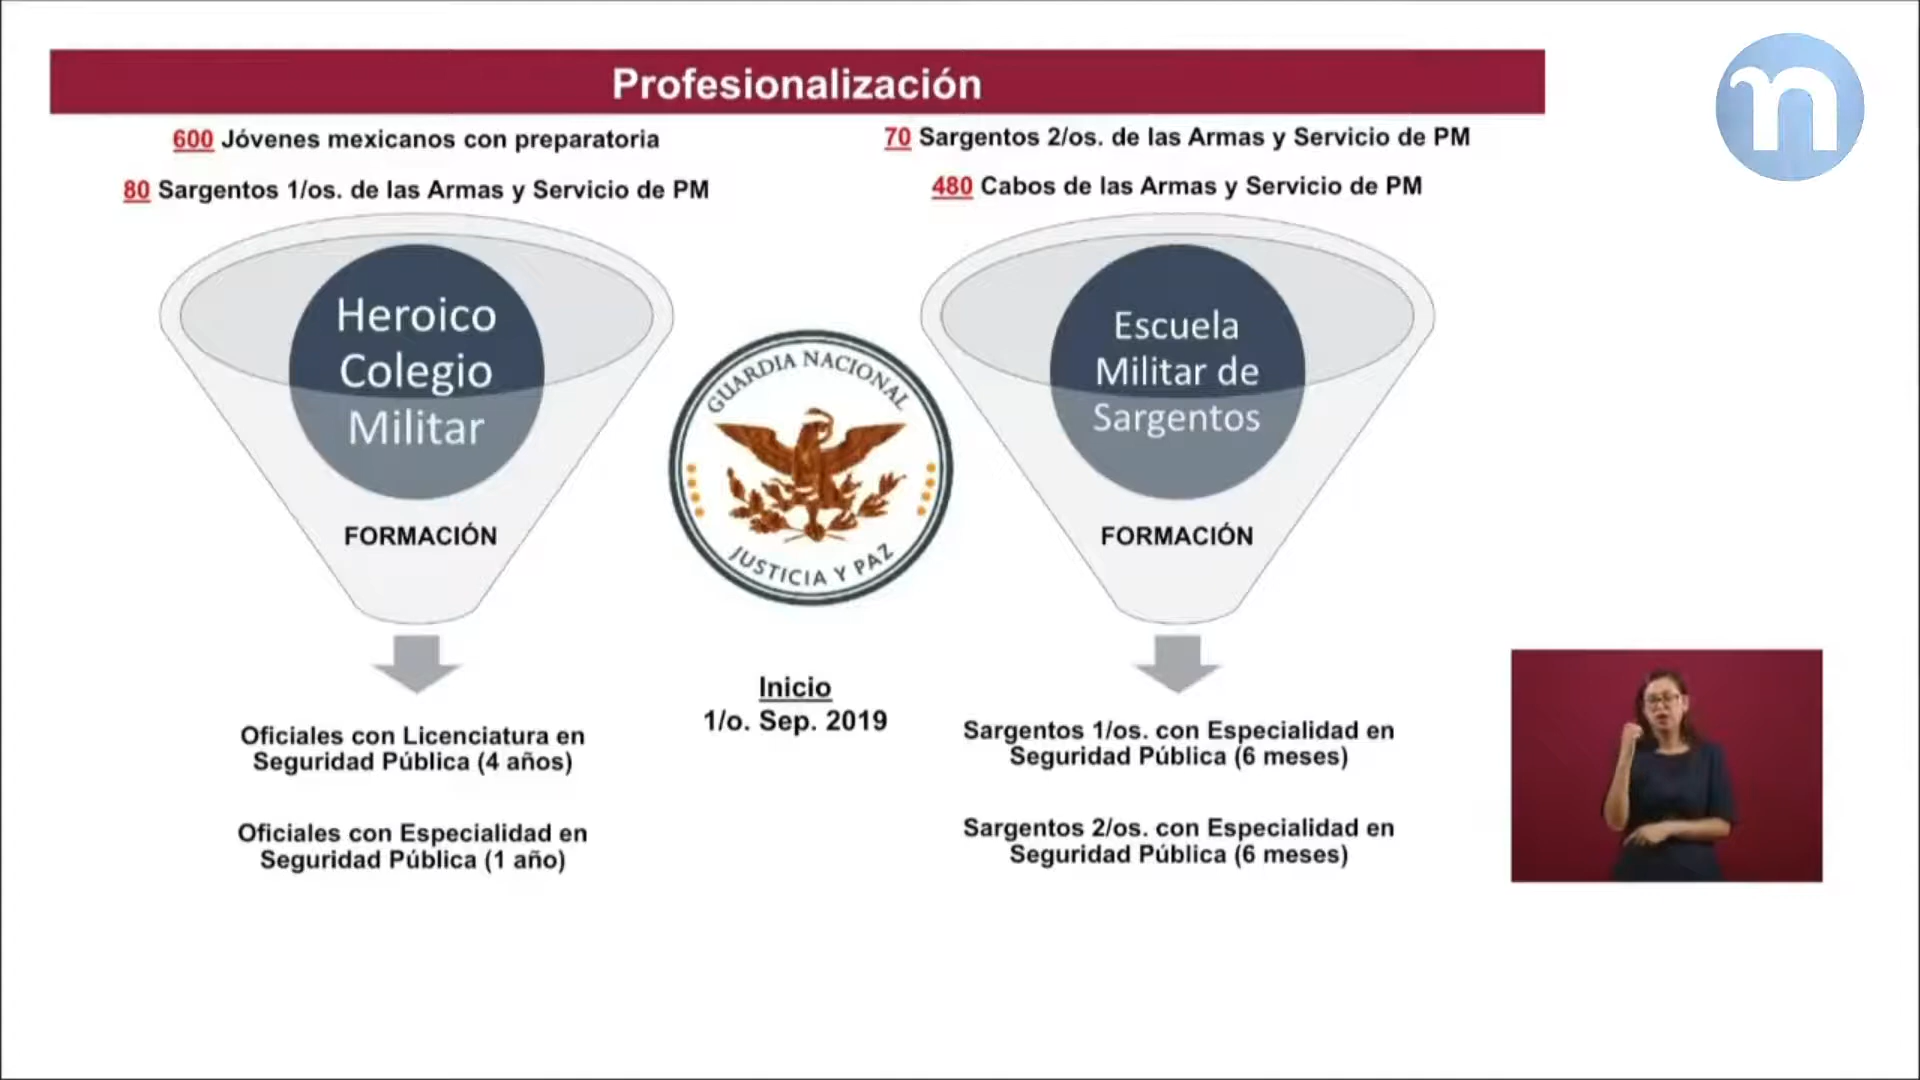 Profesionalización
n
600 Jóvenes mexicanos con preparatoria
80 Sargentos 1/os. de las Armas y Servicio de PM
Heroico
Colegio
Militar
FORMACIÓN
Oficiales con Licenciatura en
Seguridad Pública (4 años)
Oficiales con Especialidad en
Seguridad Pública (1 año)
GUARDIA NACIONAL
JUSTICIA Y PAZ
Inicio
1/o. Sep. 2019
70 Sargentos 2/os. de las Armas y Servicio de PM
480 Cabos de las Armas y Servicio de PM
Escuela
Militar de
Sargentos
FORMACIÓN
Sargentos 1/os. con Especialidad en
Seguridad Pública (6 meses)
Sargentos 2/os. con Especialidad en
Seguridad Pública (6 meses)